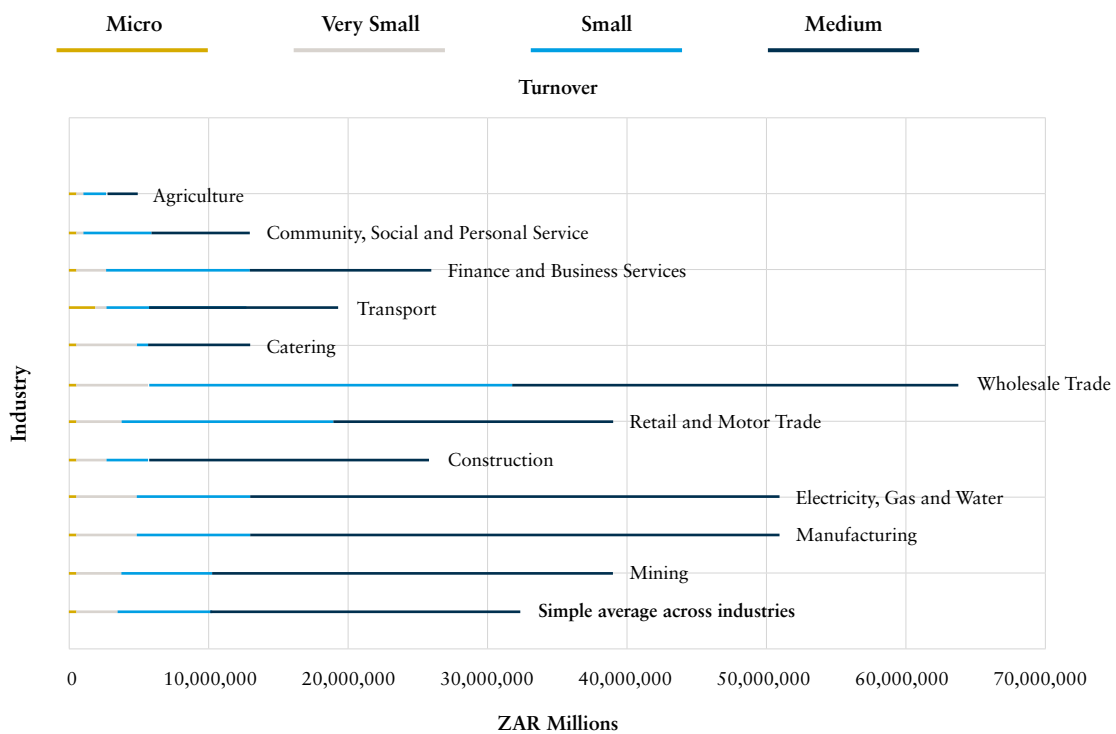 Micro Very Small Small Medium
Turnover
Agriculture
Community, Social and Personal Service
Finance and Business Services
Transport
Catering
Wholesale Trade
Retail and Motor Trade
Construction
Electricity, Gas and Water
Manufacturing
Mining
Simple average across industries
Industry
0 10,000,000 20,000,000 30,000,000 40,000,000 50,000,000 60,000,000 70,000,000
ZAR Millions